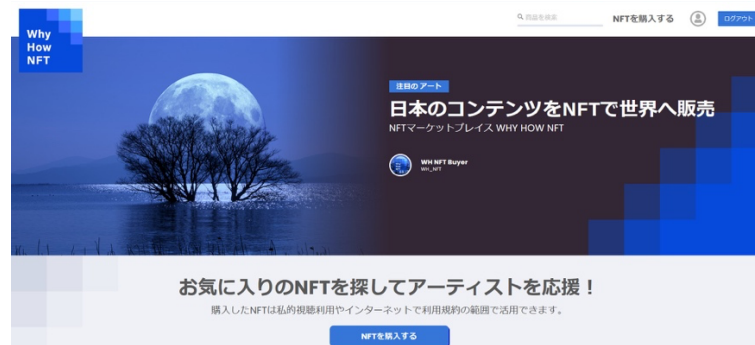 Why
How
NFT
商品を検索
NFTを購入する
ログアウト
注目のアート
日本のコンテンツをNFTで世界へ販売
NFTマーケットプレイス WHY HOW NFT
WH NFT Buyer
WH_NFT
お気に入りのNFTを探してアーティストを応援！
購入したNFTは私的視聴利用やインターネットで利用規約の範囲で活用できます。
NFTを購入する